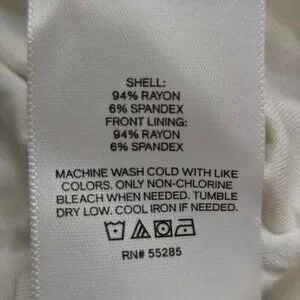 SHELL:
94% RAYON
6% SPANDEX
FRONT LINING:
94% RAYON
6% SPANDEX
MACHINE WASH COLD WITH LIKE
COLORS. ONLY NON-CHLORINE
BLEACH WHEN NEEDED. TUMBLE
DRY LOW. COOL IRON IF NEEDED.
RN# 55285